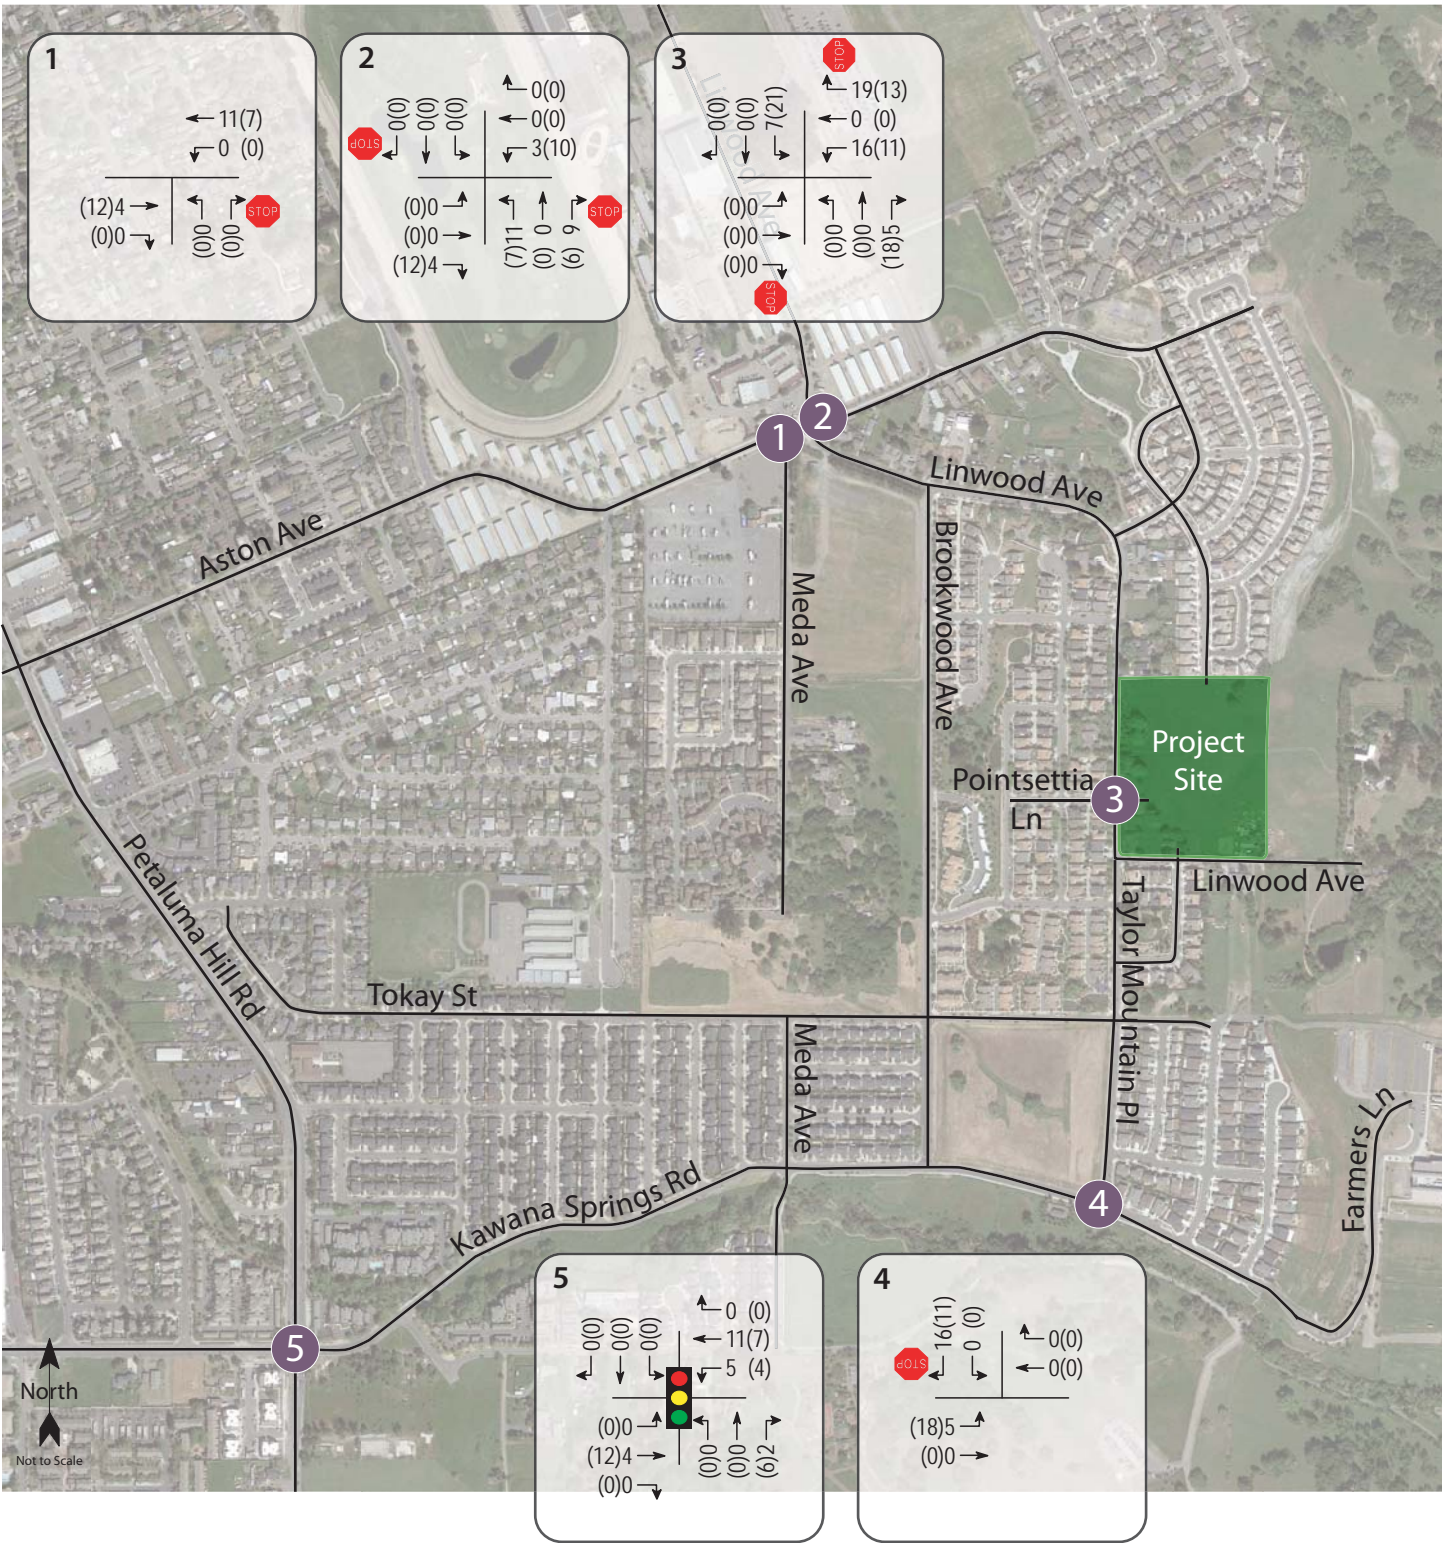 1
11(7)
0 (0)
(12)4
(0)0
(0)0
(0)0
STOP
2
0(0)
0(0)
0(0)
STOP
0(0)
0(0)
3(10)
(0)0
(0)0
(12)4
(7)11
(0) 0
(6) 9
STOP
3
STOP
0(0)
0(0)
7(21)
19(13)
0 (0)
16(11)
(0)0
(0)0
(0)0
(0)0
(0)0
(18)5
STOP
1
2
Linwood Ave
Aston Ave
Meda Ave
Brookwood Ave
Project
Site
Pointsettia
Ln
3
Linwood Ave
Petaluma Hill Rd
Taylor Mountain Pl
Tokay St
Meda Ave
Kawana Springs Rd
Farmers Ln
4
5
North
Not to Scale
5
0(0)
0(0)
0(0)
0 (0)
11(7)
5 (4)
(0)0
(12)4
(0)0
(0)0
(0)0
(6)2
4
STOP
16(11)
0 (0)
0(0)
0(0)
(18)5
(0)0